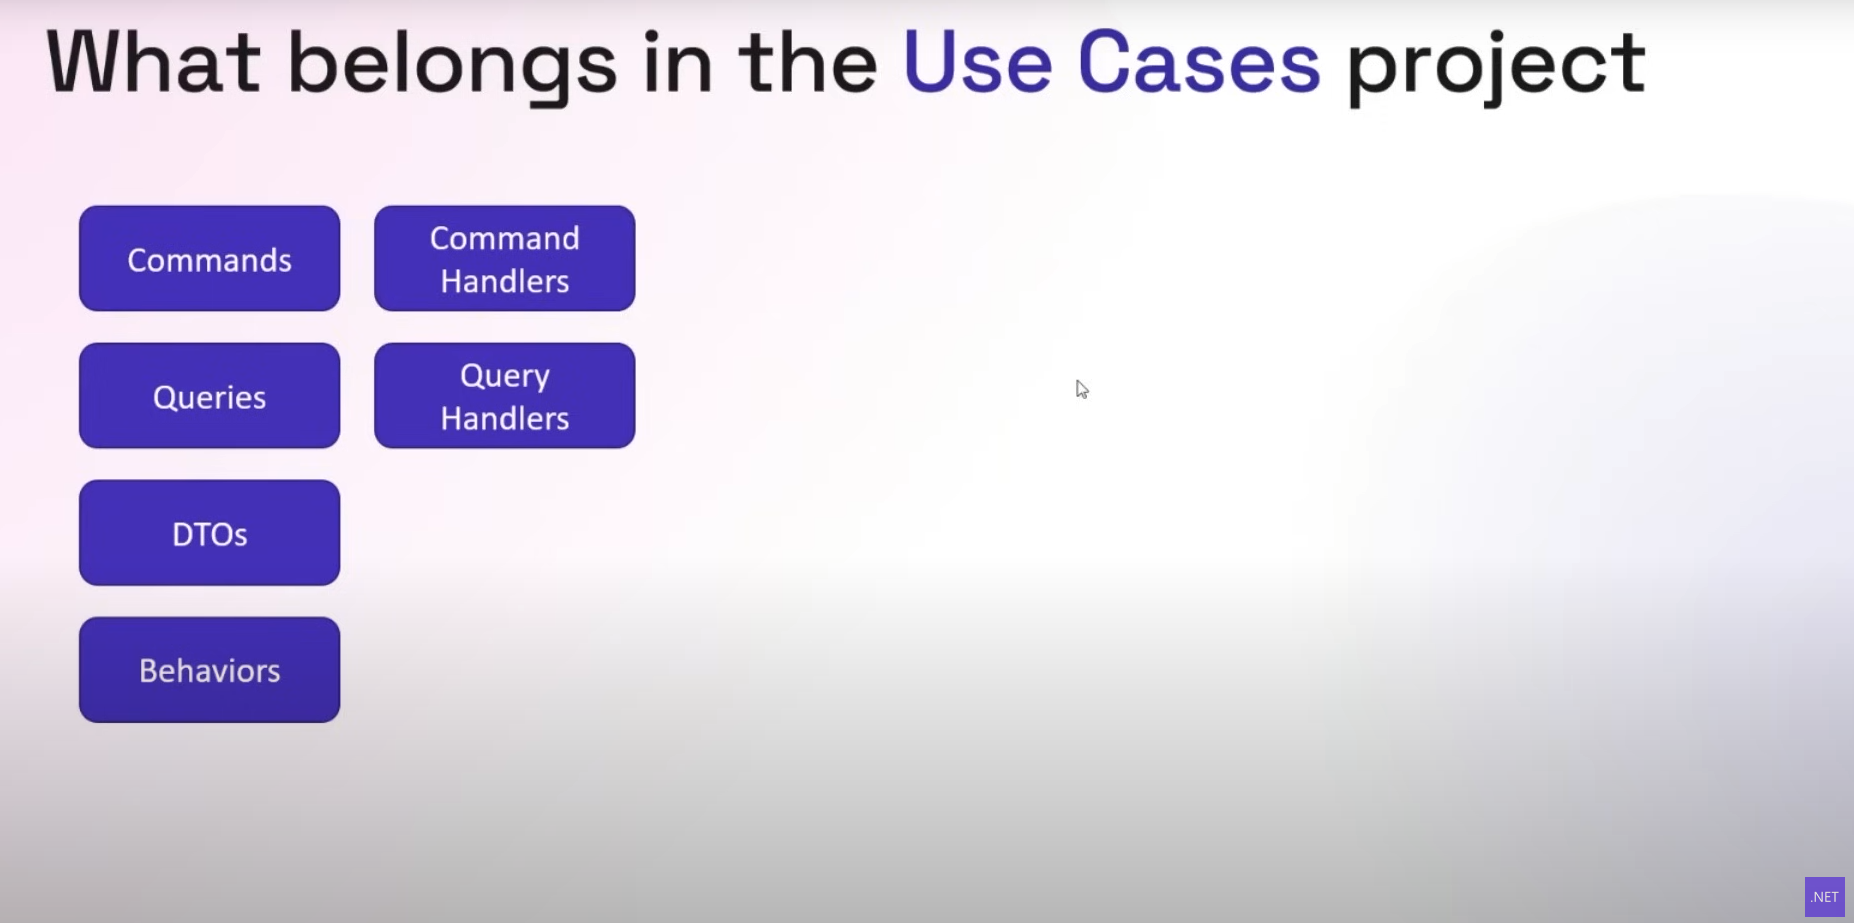 What belongs in the Use Cases project
Commands
Command
Handlers
Queries
Query
Handlers
DTOs
Behaviors
.NET